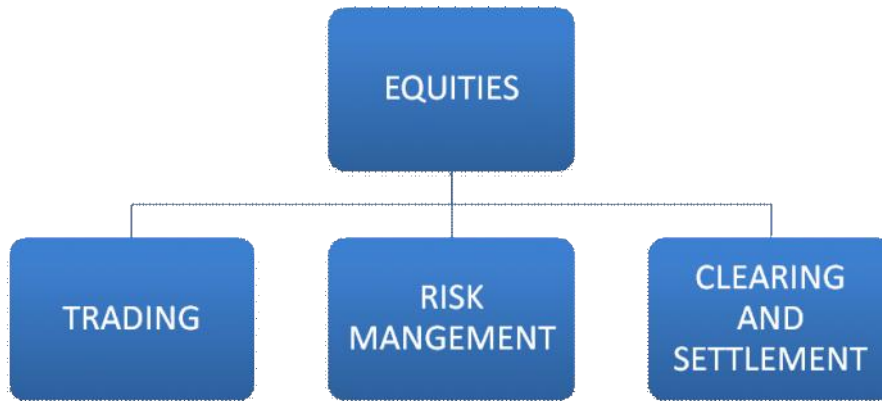 EQUITIES
TRADING
RISK
MANGEMENT
CLEARING
AND
SETTLEMENT